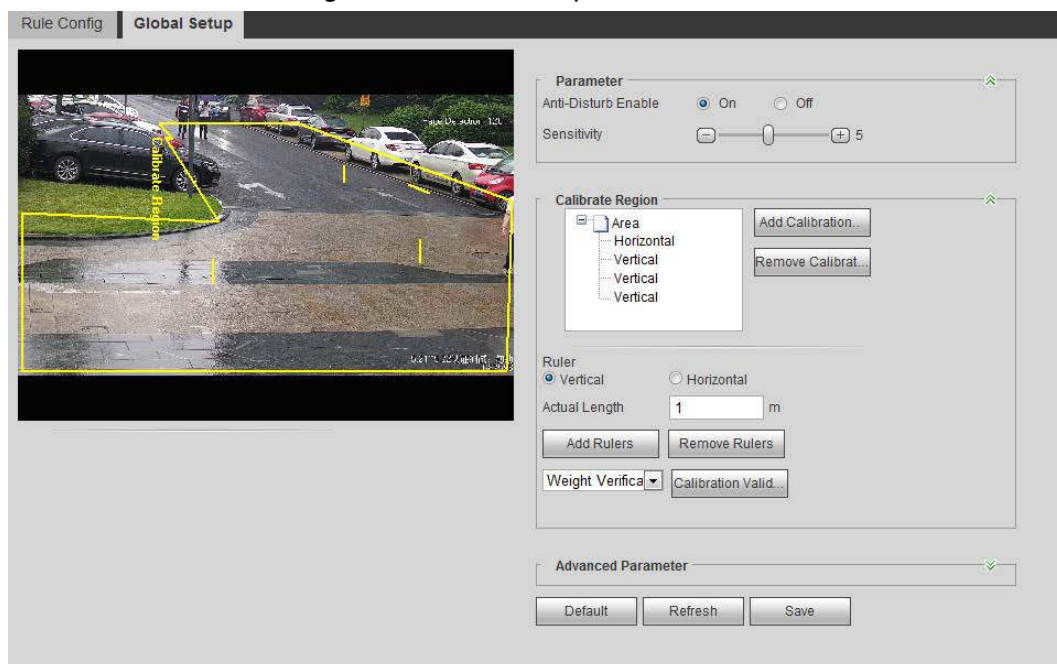 Rule Config Global Setup
Calibrate Region
Parameter
Anti-Disturb Enable On Off
Sensitivity 5
Calibrate Region
Area
Horizontal
Vertical
Vertical
Vertical
Add Calibration..
Remove Calibrat...
Ruler
Vertical Horizontal
Actual Length 1 m
Add Rulers Remove Rulers
Weight Verifica Calibration Valid...
Advanced Parameter
Default Refresh Save